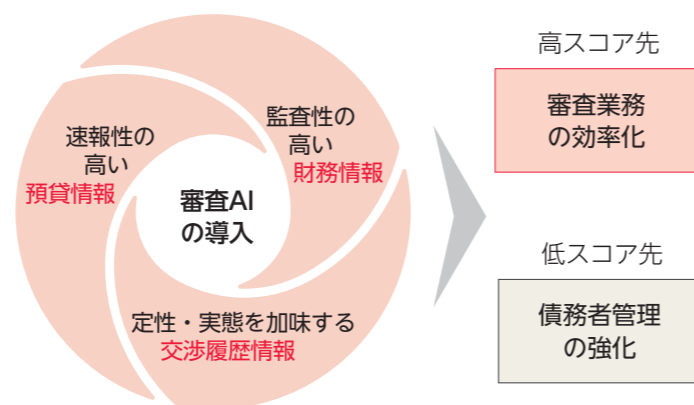 速報性の
高い
預貸情報
監査性の
高い
財務情報
審査AI
の導入
定性・実態を加味する
交渉履歴情報
高スコア先
審査業務
の効率化
低スコア先
債務者管理
の強化